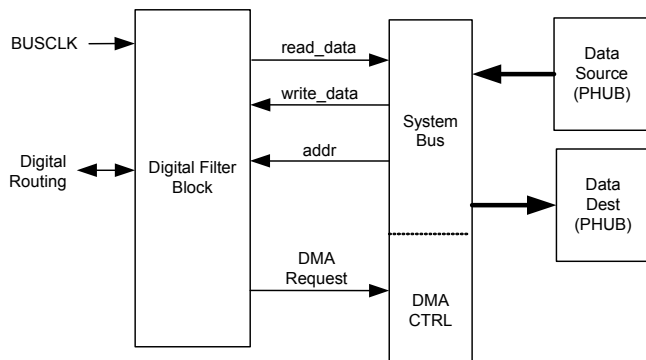 BUSCLK
Digital
Routing
Digital Filter
Block
read_data
write_data
addr
DMA
Request
System
Bus
DMA
CTRL
Data
Source
(PHUB)
Data
Dest
(PHUB)